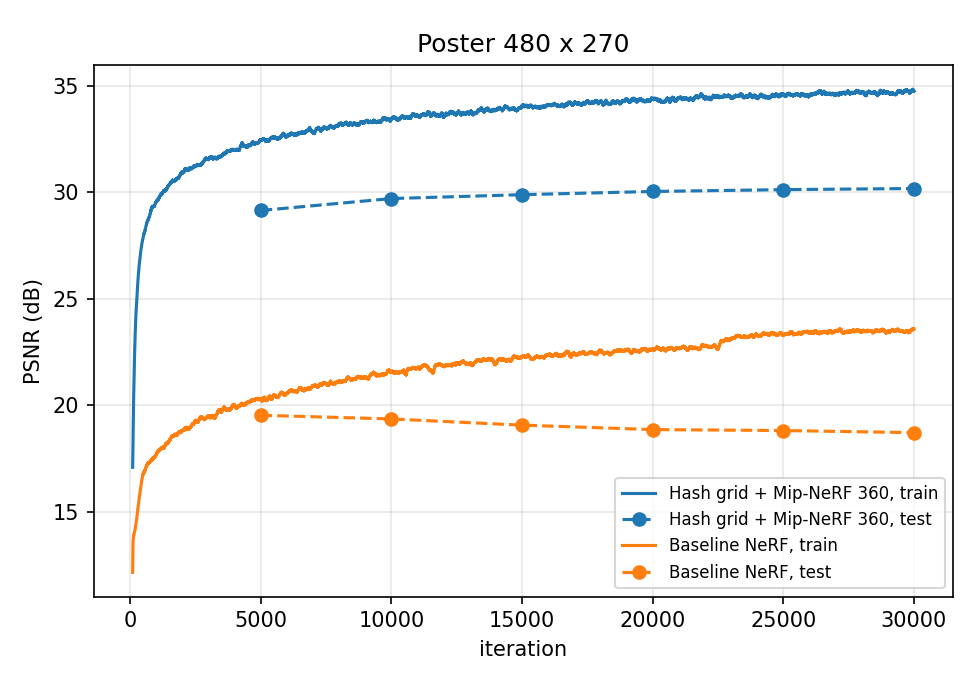 Poster 480 x 270
PSNR (dB)
35
30
25
20
15
0
5000
10000
15000
20000
25000
30000
iteration
Hash grid + Mip-NeRF 360, train
Hash grid + Mip-NeRF 360, test
Baseline NeRF, train
Baseline NeRF, test